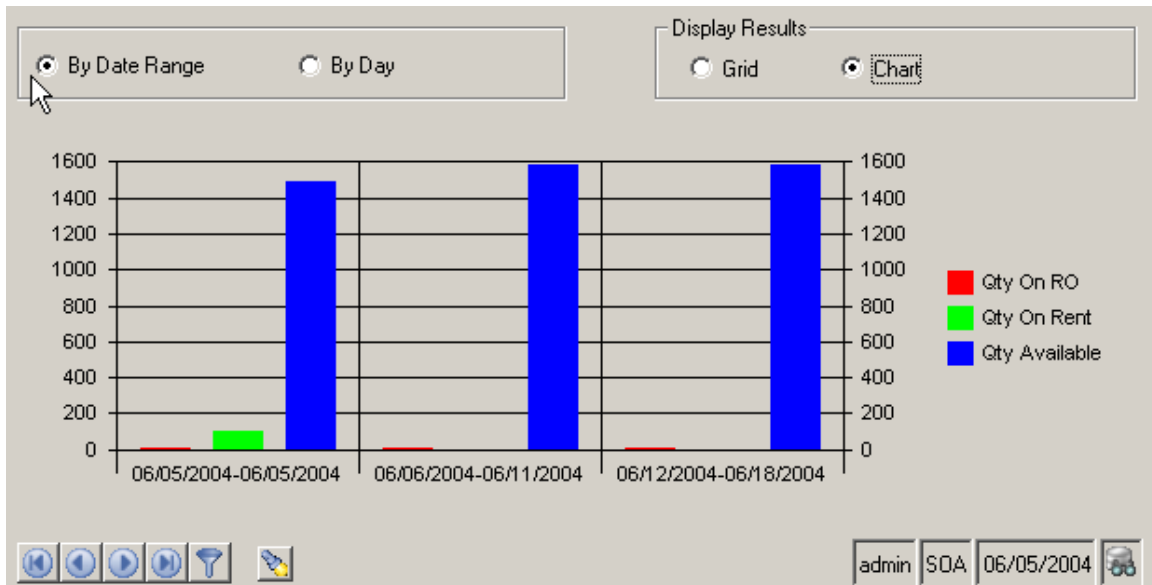 Display Results
By Date Range By Day Grid Chart
1600 1600
1400 1400
1200 1200
1000 1000
800 800
600 600
400 400
200 200
0 0
Qty On RO
Qty On Rent
Qty Available
06/05/2004-06/05/2004 06/06/2004-06/11/2004 06/12/2004-06/18/2004
admin SOA 06/05/2004